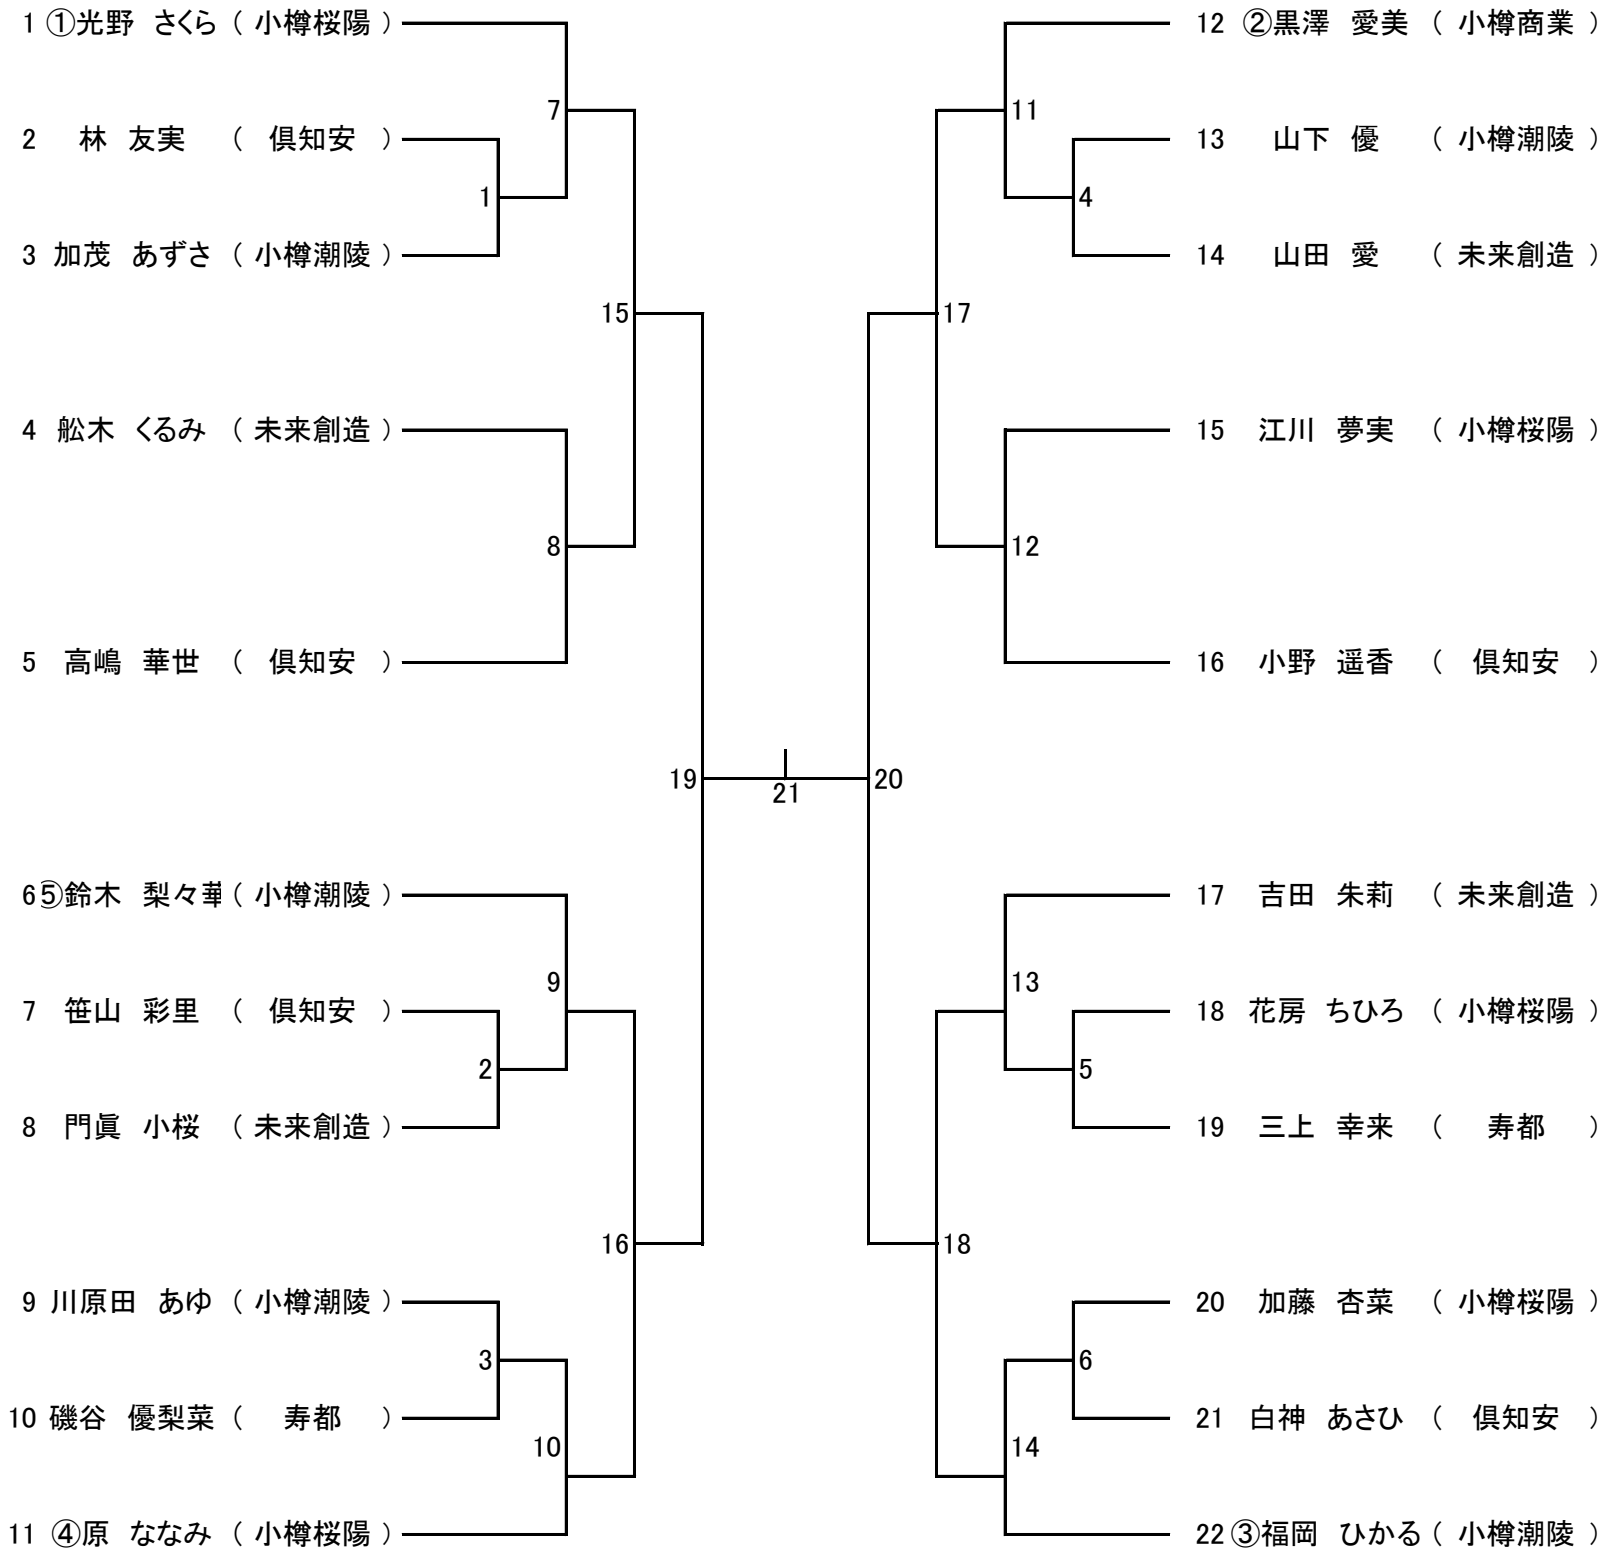 1 ①光野 さくら ( 小樽桜陽 )
7
2 林 友実 ( 倶知安 )
1
3 加茂 あずさ ( 小樽潮陵 )
15
4 舩木 くるみ ( 未来創造 )
8
5 高嶋 華世 ( 倶知安 )
19
21
6⑤鈴木 梨々華 ( 小樽潮陵 )
9
7 笹山 彩里 ( 倶知安 )
2
8 門眞 小桜 ( 未来創造 )
16
9 川原田 あゆ ( 小樽潮陵 )
3
10 磯谷 優梨菜 ( 寿都 )
10
11 ④原 ななみ ( 小樽桜陽 )
12 ②黒澤 愛美 ( 小樽商業 )
11
13 山下 優 ( 小樽潮陵 )
4
14 山田 愛 ( 未来創造 )
17
15 江川 夢実 ( 小樽桜陽 )
12
16 小野 遥香 ( 倶知安 )
20
17 吉田 朱莉 ( 未来創造 )
13
18 花房 ちひろ ( 小樽桜陽 )
5
19 三上 幸来 ( 寿都 )
18
20 加藤 杏菜 ( 小樽桜陽 )
6
21 白神 あさひ ( 倶知安 )
14
22 ③福岡 ひかる ( 小樽潮陵 )